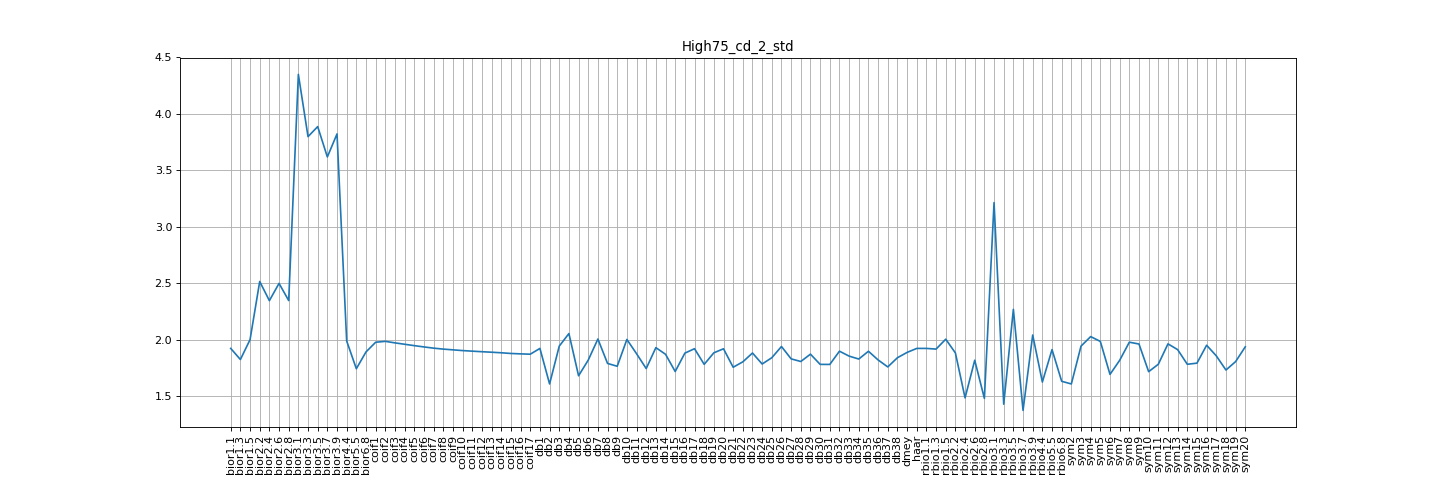 High75_cd_2_std
4.5
4.0
3.5
3.0
2.5
2.0
1.5
bior1.1
bior1.3
bior1.5
bior2.2
bior2.4
bior2.6
bior2.8
bior3.1
bior3.3
bior3.5
bior3.7
bior3.9
bior4.4
bior5.5
bior6.8
coif1
coif2
coif3
coif4
coif5
coif6
coif7
coif8
coif9
coif10
coif11
coif12
coif13
coif14
coif15
coif16
coif17
db1
db2
db3
db4
db5
db6
db7
db8
db9
db10
db11
db12
db13
db14
db15
db16
db17
db18
db19
db20
db21
db22
db23
db24
db25
db26
db27
db28
db29
db30
db31
db32
db33
db34
db35
db36
db37
db38
dmey
haar
rbio1.1
rbio1.3
rbio1.5
rbio2.2
rbio2.4
rbio2.6
rbio2.8
rbio3.1
rbio3.3
rbio3.5
rbio3.7
rbio3.9
rbio4.4
rbio5.5
rbio6.8
sym2
sym3
sym4
sym5
sym6
sym7
sym8
sym9
sym10
sym11
sym12
sym13
sym14
sym15
sym16
sym17
sym18
sym19
sym20